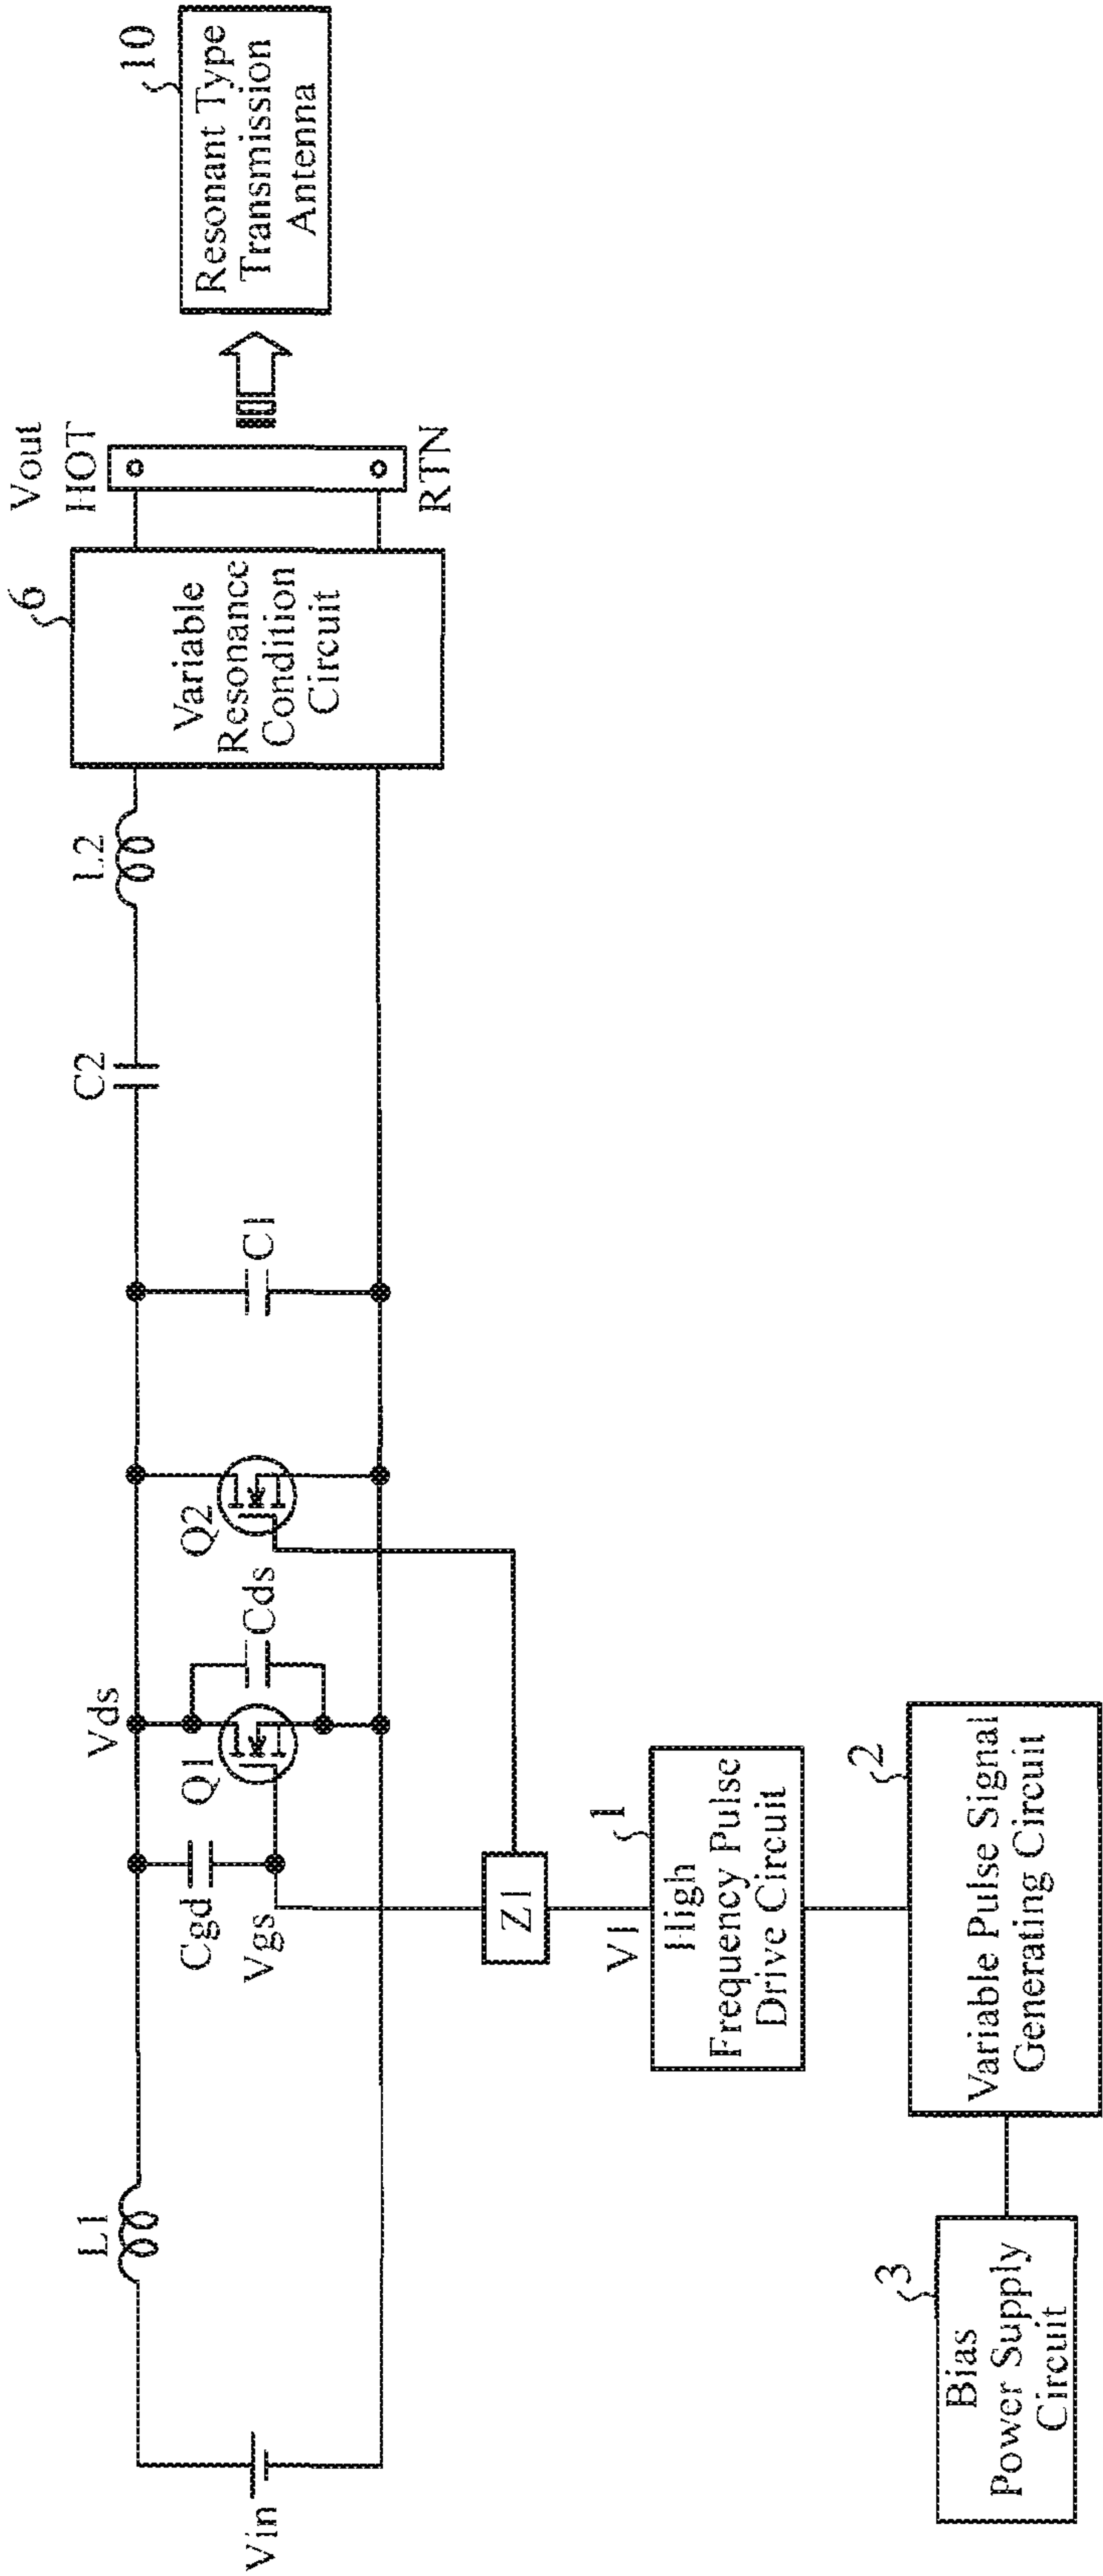 Vin
L1
Cgd
Vgs
Vds
Q1
Cds
Q2
C1
C2
L2
6
Variable
Resonance
Condition
Circuit
Vout
HOT
RTN
10
Resonant Type
Transmission
Antenna
Z1
V1
1
High
Frequency Pulse
Drive Circuit
2
Variable Pulse Signal
Generating Circuit
3
Bias
Power Supply
Circuit